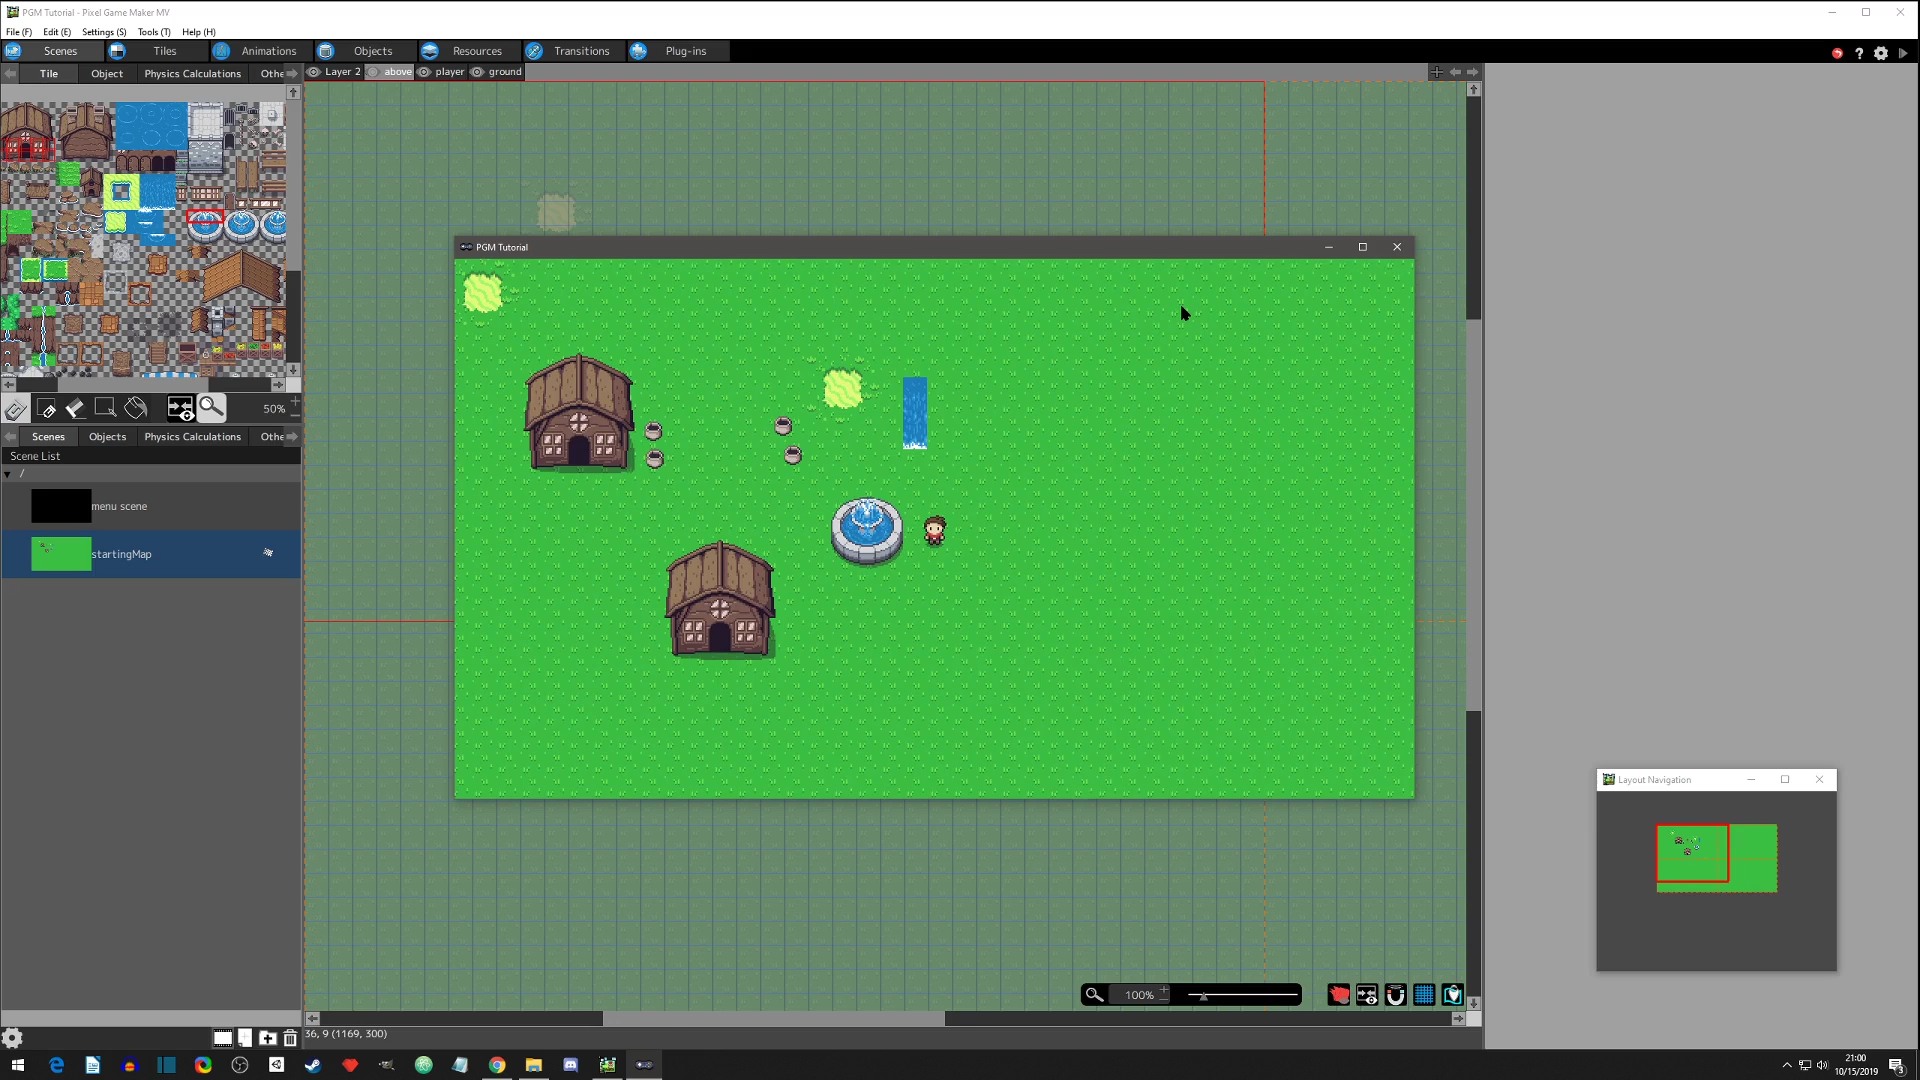 PGM Tutorial - Pixel Game Maker MV
File (F) Edit (E) Settings (S) Tools (T) Help (H)
Scenes Tiles Animations Objects Resources Transitions Plug-ins
Tile Object Physics Calculations Othe
Layer 2 above player ground
PGM Tutorial
50%
Scenes Objects Physics Calculations Othe
Scene List
/
menu scene
startingMap
Layout Navigation
100%
36, 9 (1169, 300)
21:00
10/15/2019
3